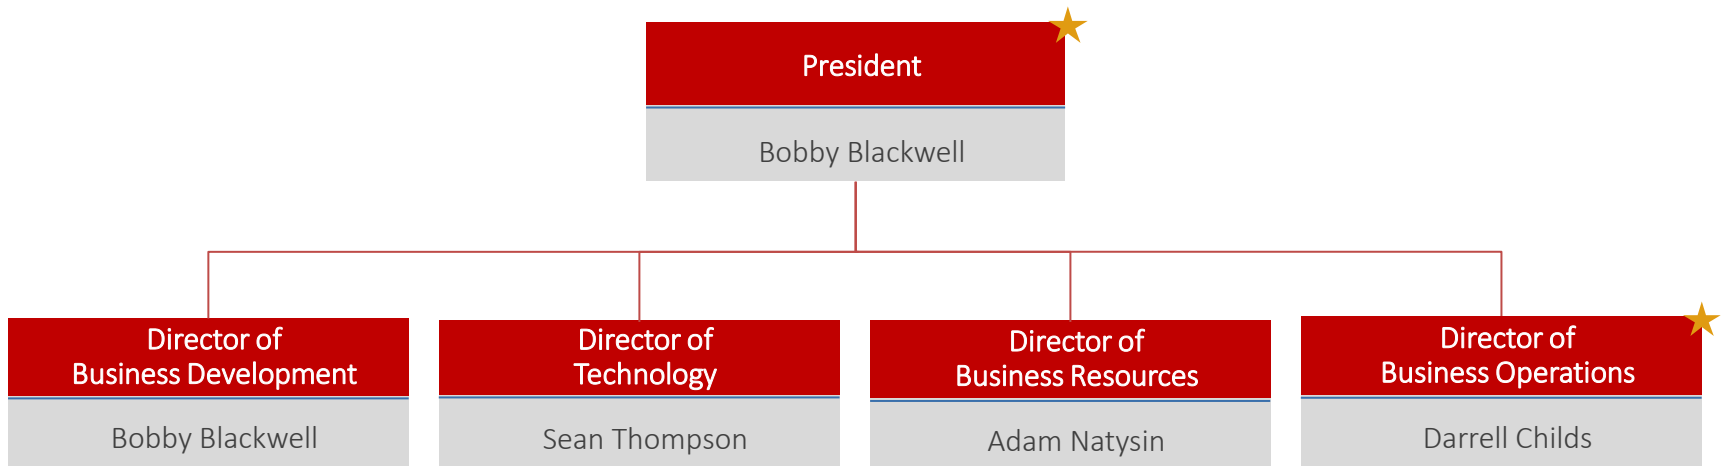 President
Bobby Blackwell
Director of
Business Development
Bobby Blackwell
Director of
Technology
Sean Thompson
Director of
Business Resources
Adam Natysin
Director of
Business Operations
Darrell Childs